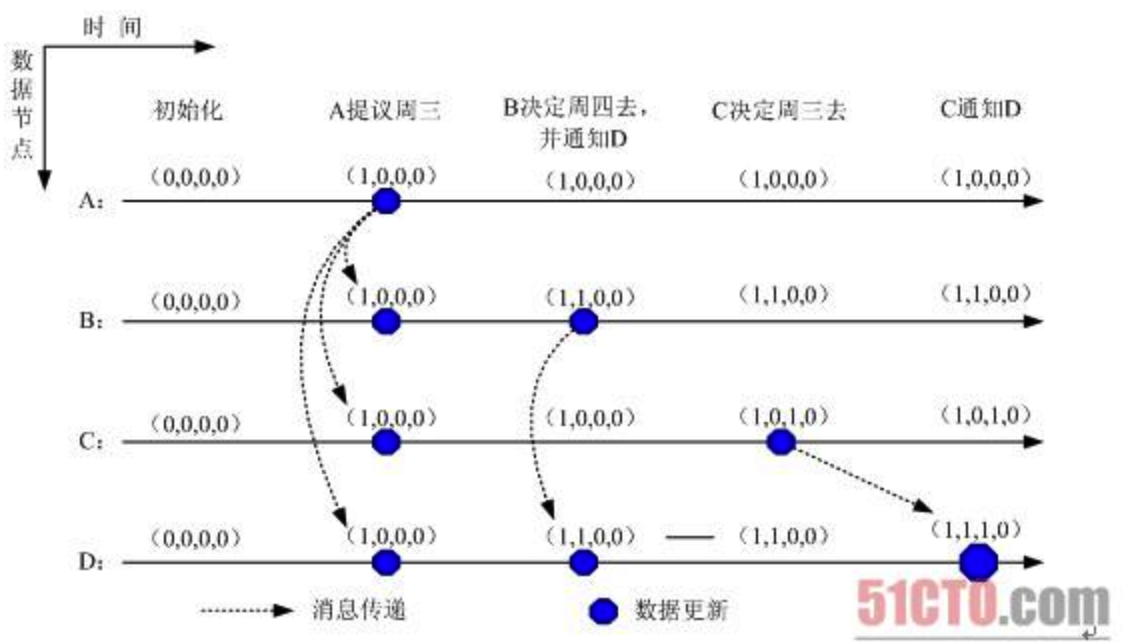 时 间
数据节点
初始化
A提议周三
B决定周四去,
并通知D
C决定周三去
C通知D
(0,0,0,0)
(1,0,0,0)
(1,0,0,0)
(1,0,0,0)
(1,0,0,0)
A:
(0,0,0,0)
(1,0,0,0)
(1,1,0,0)
(1,1,0,0)
(1,1,0,0)
B:
(0,0,0,0)
(1,0,0,0)
(1,0,0,0)
(1,0,1,0)
(1,0,1,0)
C:
(0,0,0,0)
(1,0,0,0)
(1,1,0,0)
(1,1,0,0)
(1,1,1,0)
D:
消息传递
数据更新
51CTO.com